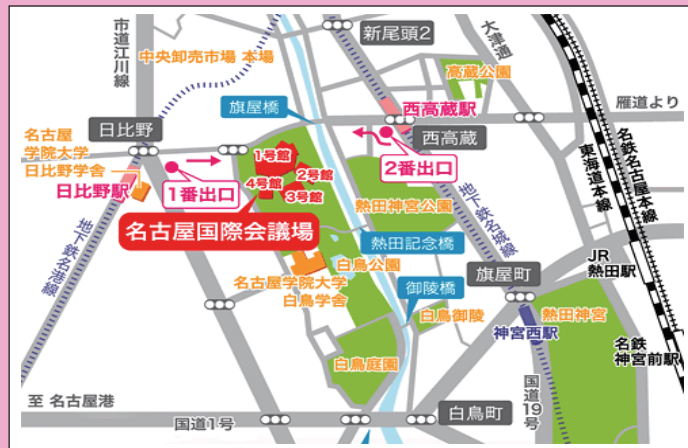 市道江川線
中央卸売市場 本場
新尾頭2
大津通
高蔵公園
旗屋橋
西高蔵駅
雁道より
日比野
西高蔵
名古屋
学院大学
日比野学舎
1号館
2号館
4号館
3号館
2番出口
1番出口
日比野駅
熱田神宮公園
東海道本線
名鉄名古屋本線
名古屋国際会議場
地下鉄名城線
地下鉄名港線
熱田記念橋
白鳥公園
JR
熱田駅
名古屋学院大学
白鳥学舎
御陵橋
旗屋町
白鳥御陵
神宮西駅
熱田神宮
名鉄
神宮前駅
白鳥庭園
国道19号
至 名古屋港
国道1号
白鳥町